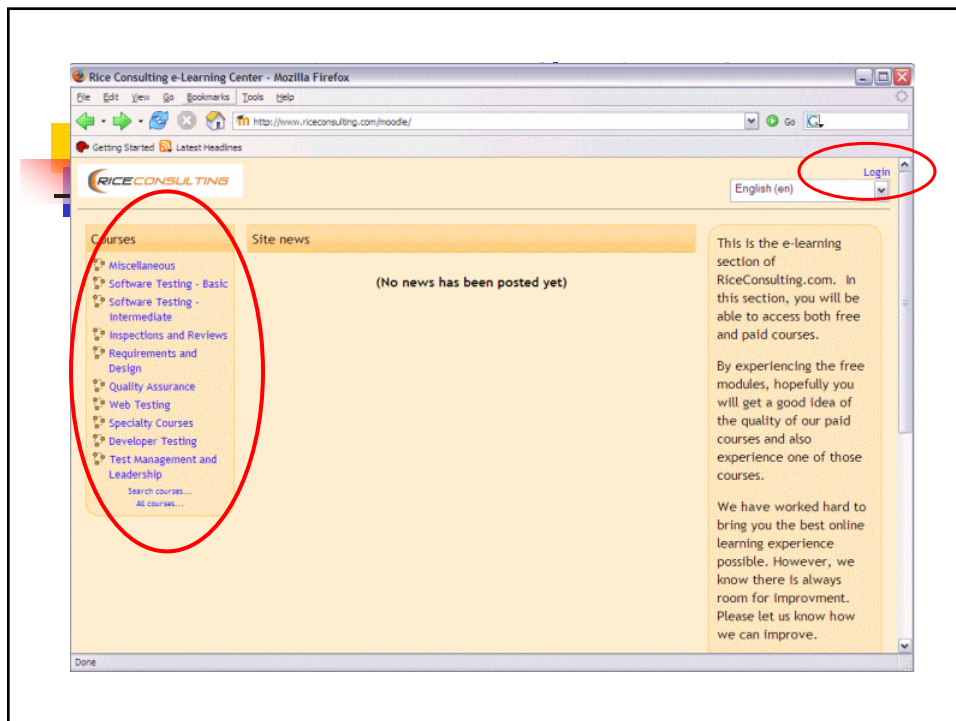 Rice Consulting e-Learning Center - Mozilla Firefox
File Edit View Go Bookmarks Tools Help
http://www.riceconsulting.com/moodle/
Go
Getting Started Latest Headlines
RICECONSULTING
Login
English (en)
Courses
Miscellaneous
Software Testing - Basic
Software Testing -
Intermediate
Inspections and Reviews
Requirements and
Design
Quality Assurance
Web Testing
Specialty Courses
Developer Testing
Test Management and
Leadership
Search courses...
All courses...
Site news
(No news has been posted yet)
This is the e-learning
section of
RiceConsulting.com. In
this section, you will be
able to access both free
and paid courses.
By experiencing the free
modules, hopefully you
will get a good idea of
the quality of our paid
courses and also
experience one of those
courses.
We have worked hard to
bring you the best online
learning experience
possible. However, we
know there is always
room for improvment.
Please let us know how
we can improve.
Done